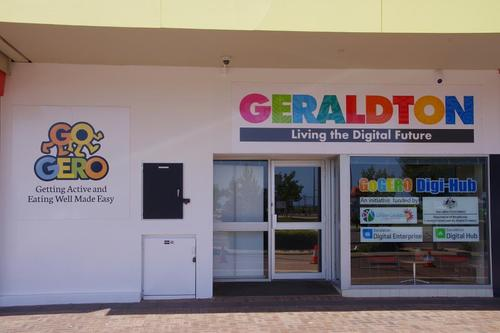 GO
GERO
Getting Active and
Eating Well Made Easy
GERALDTON
Living the Digital Future
GoGERO Digi-Hub
An initiative funded by
Digital Enterprise
Digital Hub